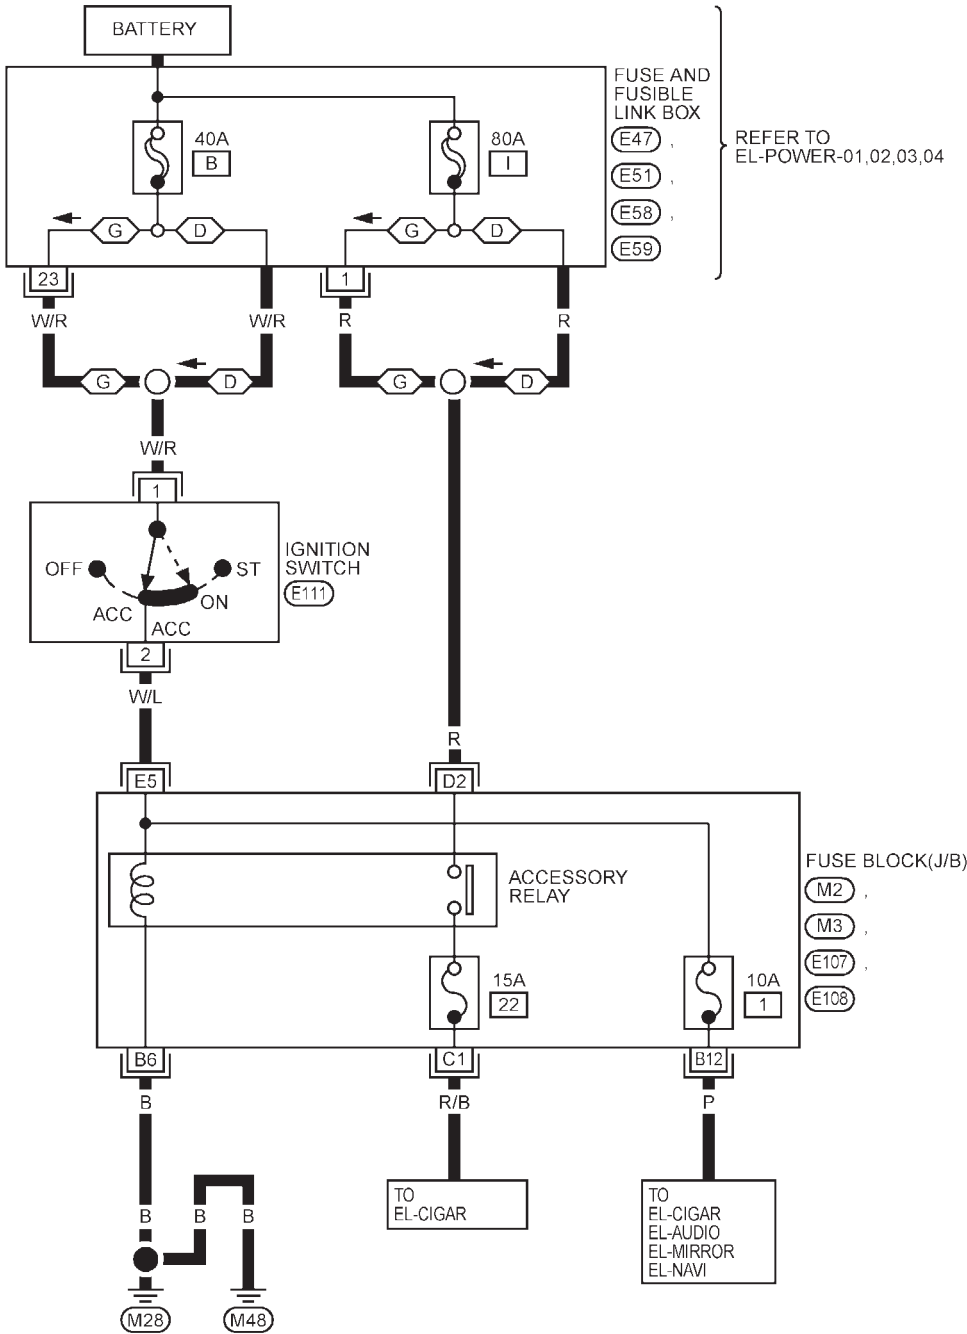 BATTERY
FUSE AND
FUSIBLE
LINK BOX
E47 ,
E51 ,
E58 ,
E59
REFER TO
EL-POWER-01,02,03,04
40A
B
80A
I
G
D
G
D
23
1
W/R
W/R
R
R
G
D
G
D
W/R
1
IGNITION
SWITCH
E111
OFF
ST
ACC
ON
ACC
2
W/L
R
E5
D2
ACCESSORY
RELAY
FUSE BLOCK(J/B)
M2 ,
M3 ,
E107 ,
E108
15A
22
10A
1
B6
C1
B12
B
R/B
P
TO
EL-CIGAR
TO
EL-CIGAR
EL-AUDIO
EL-MIRROR
EL-NAVI
B
B
B
M28
M48